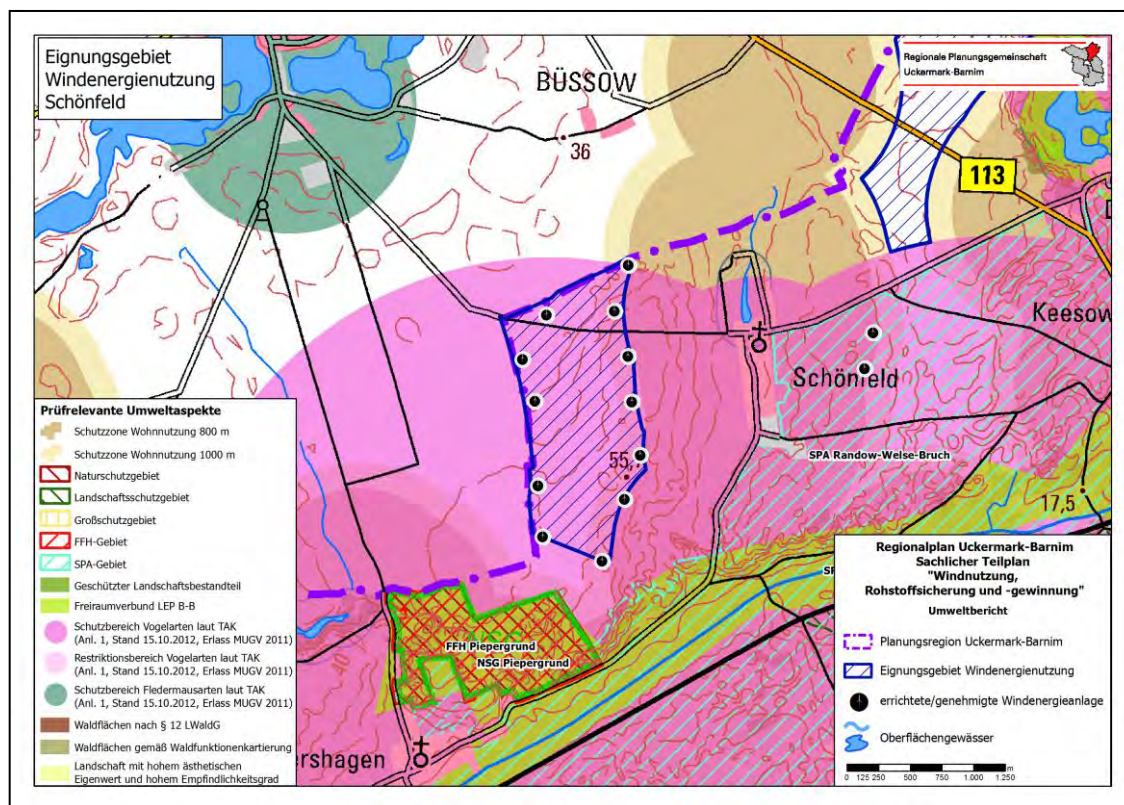 Eignungsgebiet
Windenergienutzung
Schönfeld
Regionale Planungsgemeinschaft
Uckermark-Barnim
BÜSSOW
36
113
Keesow
Schönfeld
SPA Randow-Welse-Bruch
55,
17,5
40
FFH Piepergrund
NSG Piepergrund
ershagen
Prüfrelevante Umweltaspekte
Schutzzone Wohnnutzung 800 m
Schutzzone Wohnnutzung 1000 m
Naturschutzgebiet
Landschaftsschutzgebiet
Großschutzgebiet
FFH-Gebiet
SPA-Gebiet
Geschützter Landschaftsbestandteil
Freiraumverbund LEP B-B
Schutzbereich Vogelarten laut TAK
(Anl. 1, Stand 15.10.2012, Erlass MUGV 2011)
Restriktionsbereich Vogelarten laut TAK
(Anl. 1, Stand 15.10.2012, Erlass MUGV 2011)
Schutzbereich Fledermausarten laut TAK
(Anl. 1, Stand 15.10.2012, Erlass MUGV 2011)
Waldflächen nach § 12 LWaldG
Waldflächen gemäß Waldfunktionenkartierung
Landschaft mit hohem ästhetischen
Eigenwert und hohem Empfindlichkeitsgrad
Regionalplan Uckermark-Barnim
Sachlicher Teilplan
"Windnutzung,
Rohstoffsicherung und -gewinnung"
Umweltbericht
Planungsregion Uckermark-Barnim
Eignungsgebiet Windenergienutzung
errichtete/genehmigte Windenergieanlage
Oberflächengewässer
0 125 250 500 750 1.000 1.250
m